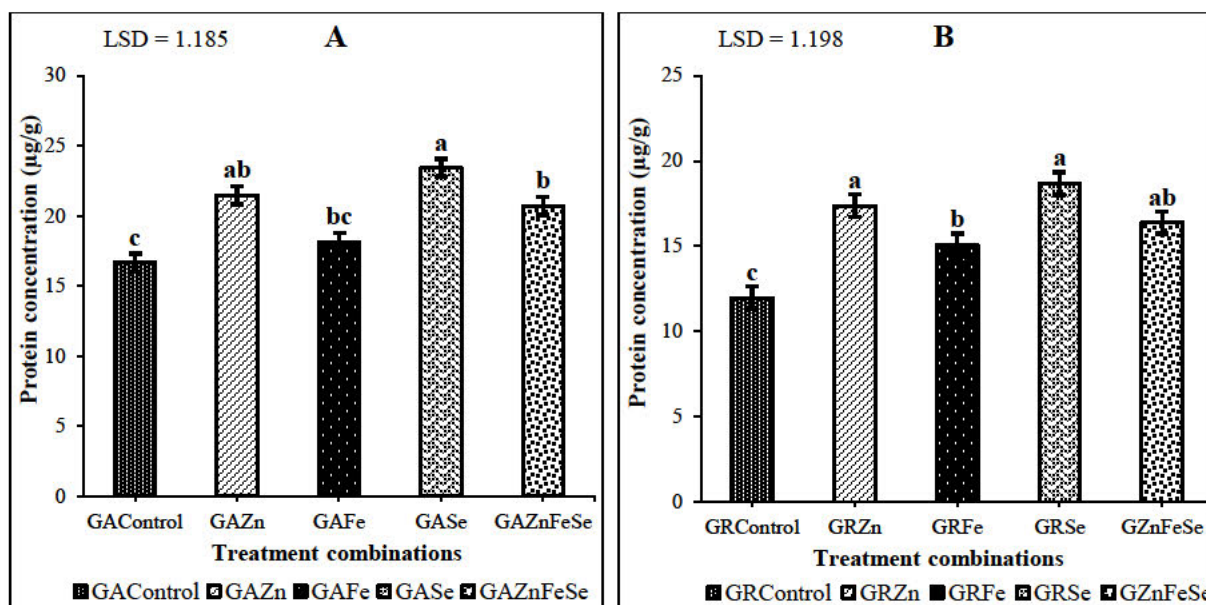 LSD = 1.185
A
30
25
20
15
10
5
0
Protein concentration (µg/g)
c
ab
bc
a
b
GAControl GAZn GAFe GASe GAZnFeSe
Treatment combinations
GAControl GAZn GAFe GASe GAZnFeSe
LSD = 1.198
B
25
20
15
10
5
0
Protein concentration (µg/g)
c
a
b
a
ab
GRControl GRZn GRFe GRSe GZnFeSe
Treatment combinations
GRControl GRZn GRFe GRSe GZnFeSe